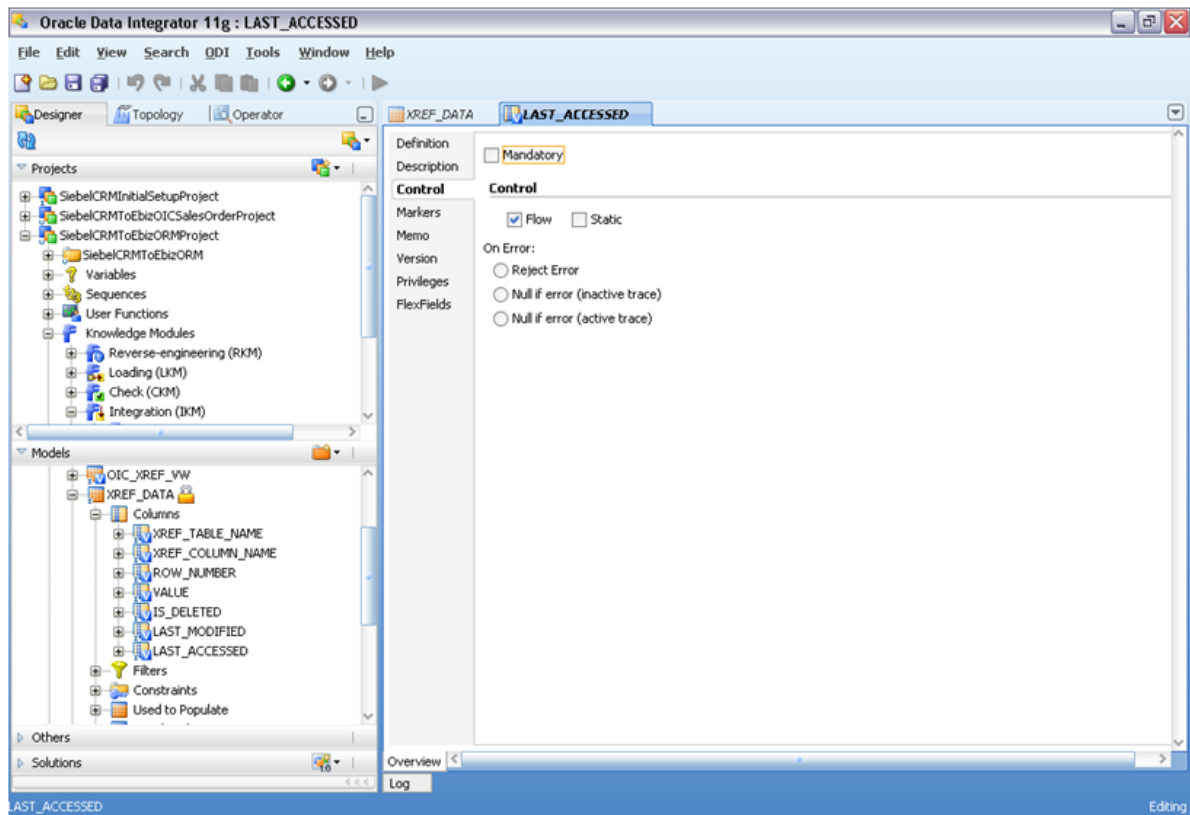 Oracle Data Integrator 11g : LAST_ACCESSED
File Edit View Search ODI Tools Window Help
Designer Topology Operator
Projects
SiebelCRMInitialSetupProject
SiebelCRMToEbizOICSalesOrderProject
SiebelCRMToEbizORMProject
SiebelCRMToEbizORM
Variables
Sequences
User Functions
Knowledge Modules
Reverse-engineering (RKM)
Loading (LKM)
Check (CKM)
Integration (IKM)
Models
OIC_XREF_VW
XREF_DATA
Columns
XREF_TABLE_NAME
XREF_COLUMN_NAME
ROW_NUMBER
VALUE
IS_DELETED
LAST_MODIFIED
LAST_ACCESSED
Filters
Constraints
Used to Populate
Others
Solutions
XREF_DATA LAST_ACCESSED
Definition
Description
Control
Markers
Memo
Version
Privileges
FlexFields
Mandatory
Control
Flow Static
On Error:
Reject Error
Null if error (inactive trace)
Null if error (active trace)
Overview
Log
LAST_ACCESSED Editing